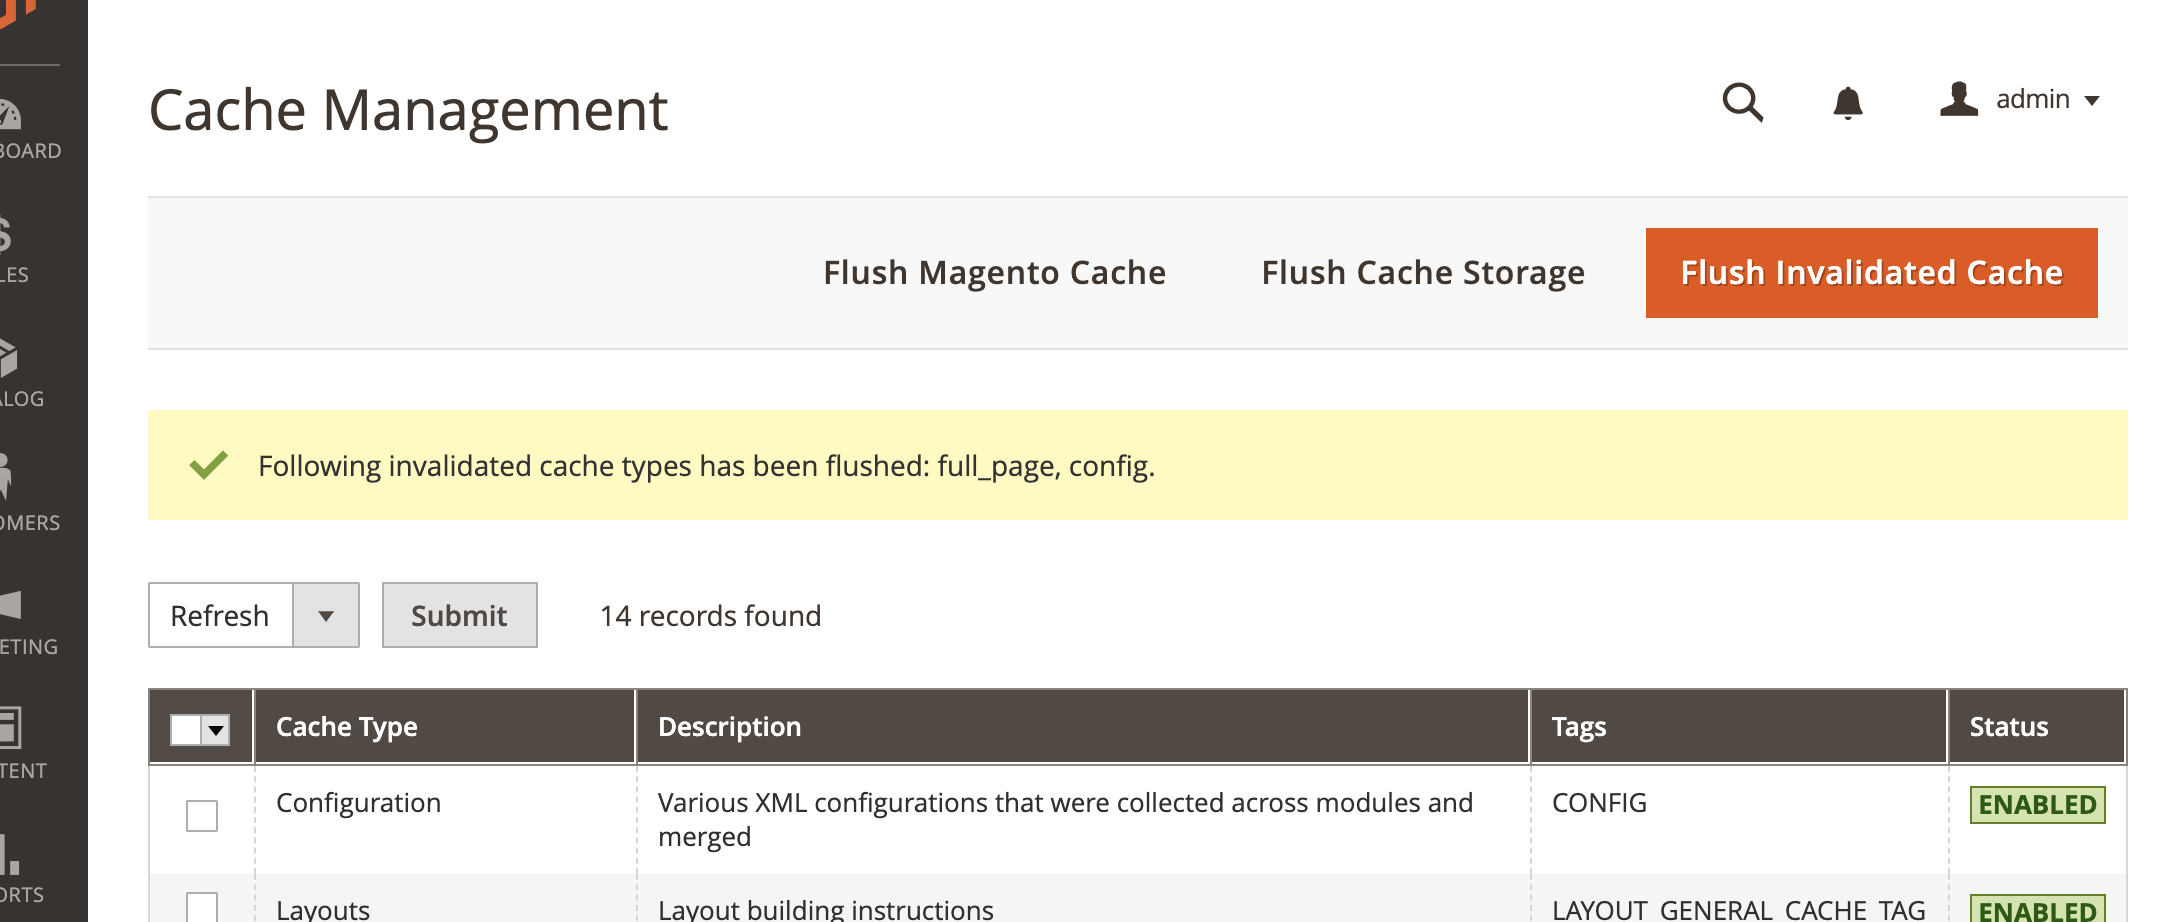 Cache Management
admin
BOARD
LES
ALOG
OMERS
ETING
TENT
ORTS
Flush Magento Cache
Flush Cache Storage
Flush Invalidated Cache
Following invalidated cache types has been flushed: full_page, config.
Refresh
Submit
14 records found
Cache Type
Description
Tags
Status
Configuration
Various XML configurations that were collected across modules and
merged
CONFIG
ENABLED
Layouts
Layout building instructions
LAYOUT_GENERAL_CACHE_TAG
ENABLED